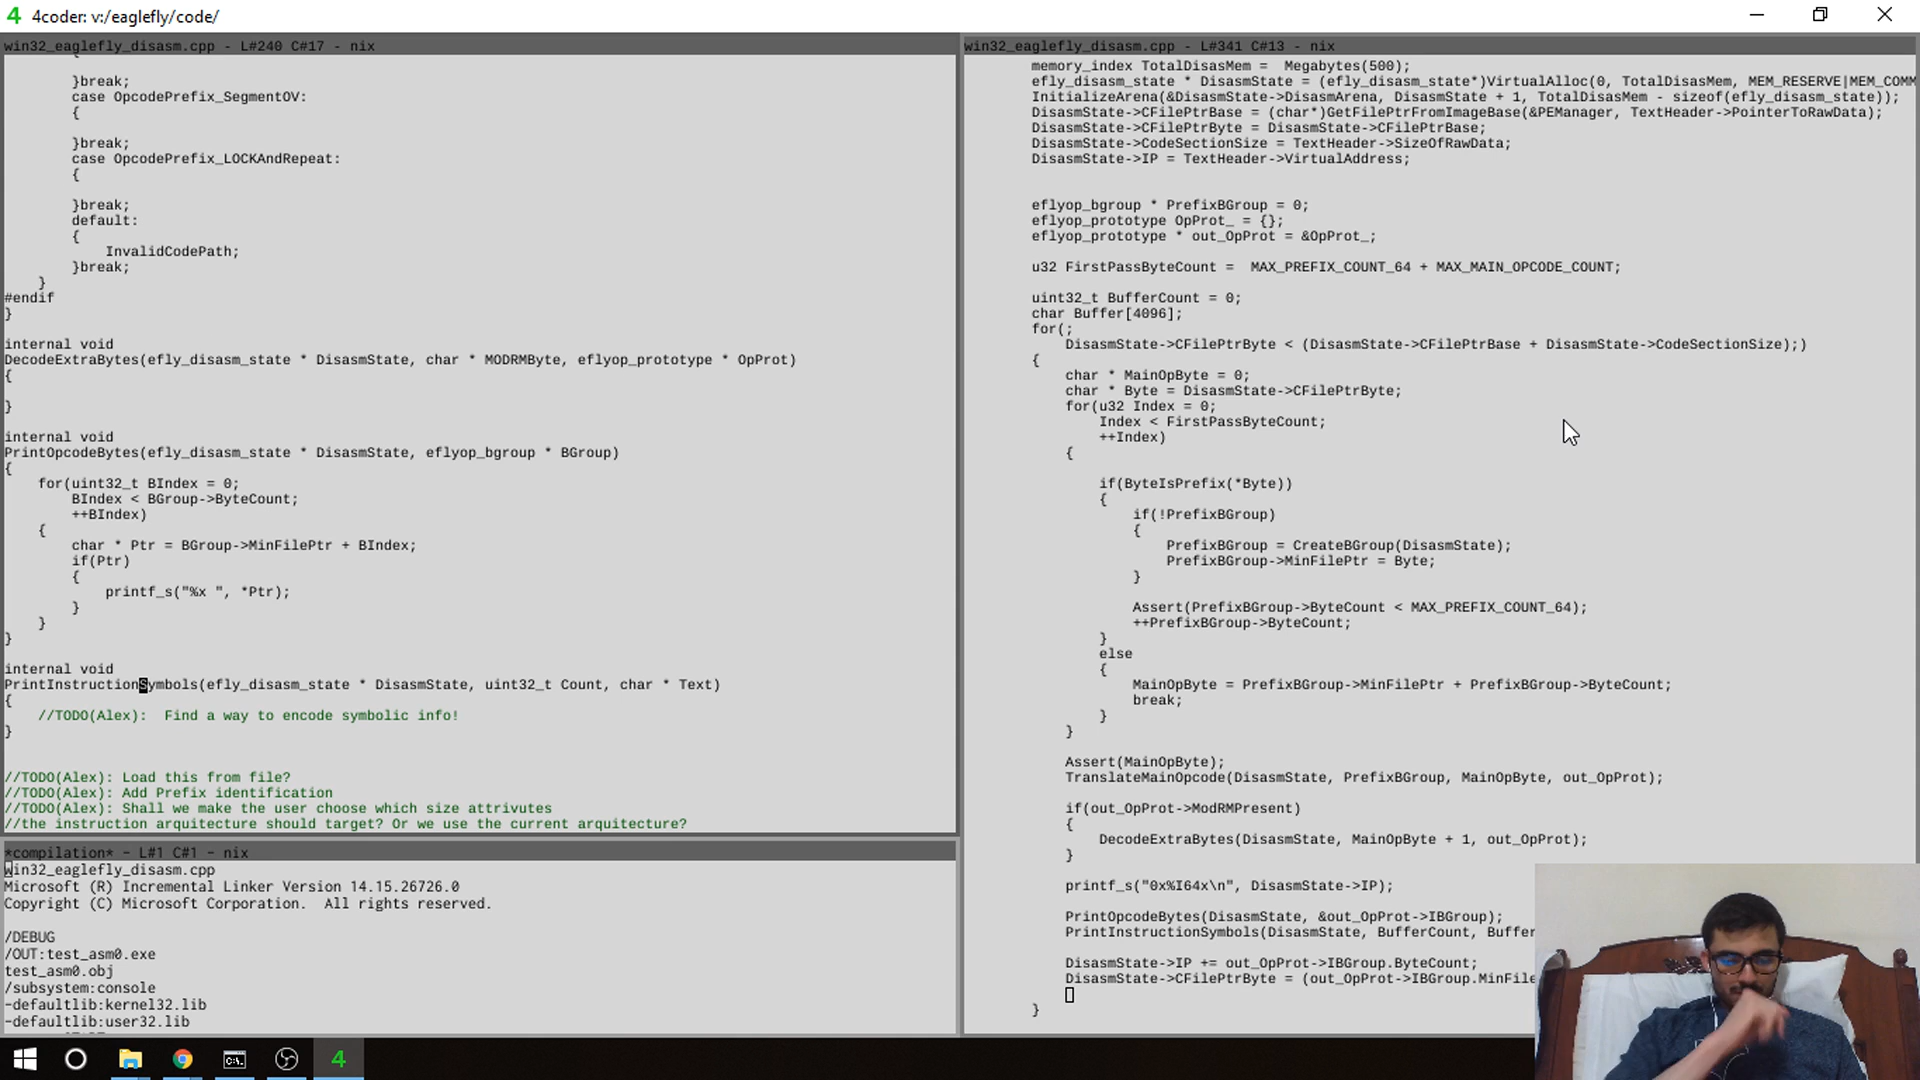 4 4coder: v:/eaglefly/code/
win32_eaglefly_disasm.cpp - L#240 C#17 - nix
{
}break;
case OpcodePrefix_SegmentOV:
{
}break;
case OpcodePrefix_LOCKAndRepeat:
{
}break;
default:
{
InvalidCodePath;
}break;
}
#endif
}
internal void
DecodeExtraBytes(efly_disasm_state * DisasmState, char * MODRMByte, eflyop_prototype * OpProt)
{
}
internal void
PrintOpcodeBytes(efly_disasm_state * DisasmState, eflyop_bgroup * BGroup)
{
for(uint32_t BIndex = 0;
BIndex < BGroup->ByteCount;
++BIndex)
{
char * Ptr = BGroup->MinFilePtr + BIndex;
if(Ptr)
{
printf_s("%x ", *Ptr);
}
}
}
internal void
PrintInstructionSymbols(efly_disasm_state * DisasmState, uint32_t Count, char * Text)
{
//TODO(Alex):  Find a way to encode symbolic info!
}
//TODO(Alex): Load this from file?
//TODO(Alex): Add Prefix identification
//TODO(Alex): Shall we make the user choose which size attrivutes
//the instruction arquitecture should target? Or we use the current arquitecture?
*compilation* - L#1 C#1 - nix
win32_eaglefly_disasm.cpp
Microsoft (R) Incremental Linker Version 14.15.26726.0
Copyright (C) Microsoft Corporation.  All rights reserved.
/DEBUG
/OUT:test_asm0.exe
test_asm0.obj
/subsystem:console
-defaultlib:kernel32.lib
-defaultlib:user32.lib
win32_eaglefly_disasm.cpp - L#341 C#13 - nix
memory_index TotalDisasMem =  Megabytes(500);
efly_disasm_state * DisasmState = (efly_disasm_state*)VirtualAlloc(0, TotalDisasMem, MEM_RESERVE|MEM_COMM
InitializeArena(&DisasmState->DisasmArena, DisasmState + 1, TotalDisasMem - sizeof(efly_disasm_state));
DisasmState->CFilePtrBase = (char*)GetFilePtrFromImageBase(&PEManager, TextHeader->PointerToRawData);
DisasmState->CFilePtrByte = DisasmState->CFilePtrBase;
DisasmState->CodeSectionSize = TextHeader->SizeOfRawData;
DisasmState->IP = TextHeader->VirtualAddress;
eflyop_bgroup * PrefixBGroup = 0;
eflyop_prototype OpProt_ = {};
eflyop_prototype * out_OpProt = &OpProt_;
u32 FirstPassByteCount =  MAX_PREFIX_COUNT_64 + MAX_MAIN_OPCODE_COUNT;
uint32_t BufferCount = 0;
char Buffer[4096];
for(;
DisasmState->CFilePtrByte < (DisasmState->CFilePtrBase + DisasmState->CodeSectionSize);)
{
char * MainOpByte = 0;
char * Byte = DisasmState->CFilePtrByte;
for(u32 Index = 0;
Index < FirstPassByteCount;
++Index)
{
if(ByteIsPrefix(*Byte))
{
if(!PrefixBGroup)
{
PrefixBGroup = CreateBGroup(DisasmState);
PrefixBGroup->MinFilePtr = Byte;
}
Assert(PrefixBGroup->ByteCount < MAX_PREFIX_COUNT_64);
++PrefixBGroup->ByteCount;
}
else
{
MainOpByte = PrefixBGroup->MinFilePtr + PrefixBGroup->ByteCount;
break;
}
}
Assert(MainOpByte);
TranslateMainOpcode(DisasmState, PrefixBGroup, MainOpByte, out_OpProt);
if(out_OpProt->ModRMPresent)
{
DecodeExtraBytes(DisasmState, MainOpByte + 1, out_OpProt);
}
printf_s("0x%I64x\n", DisasmState->IP);
PrintOpcodeBytes(DisasmState, &out_OpProt->IBGroup);
PrintInstructionSymbols(DisasmState, BufferCount, Buffer
DisasmState->IP += out_OpProt->IBGroup.ByteCount;
DisasmState->CFilePtrByte = (out_OpProt->IBGroup.MinFile
}